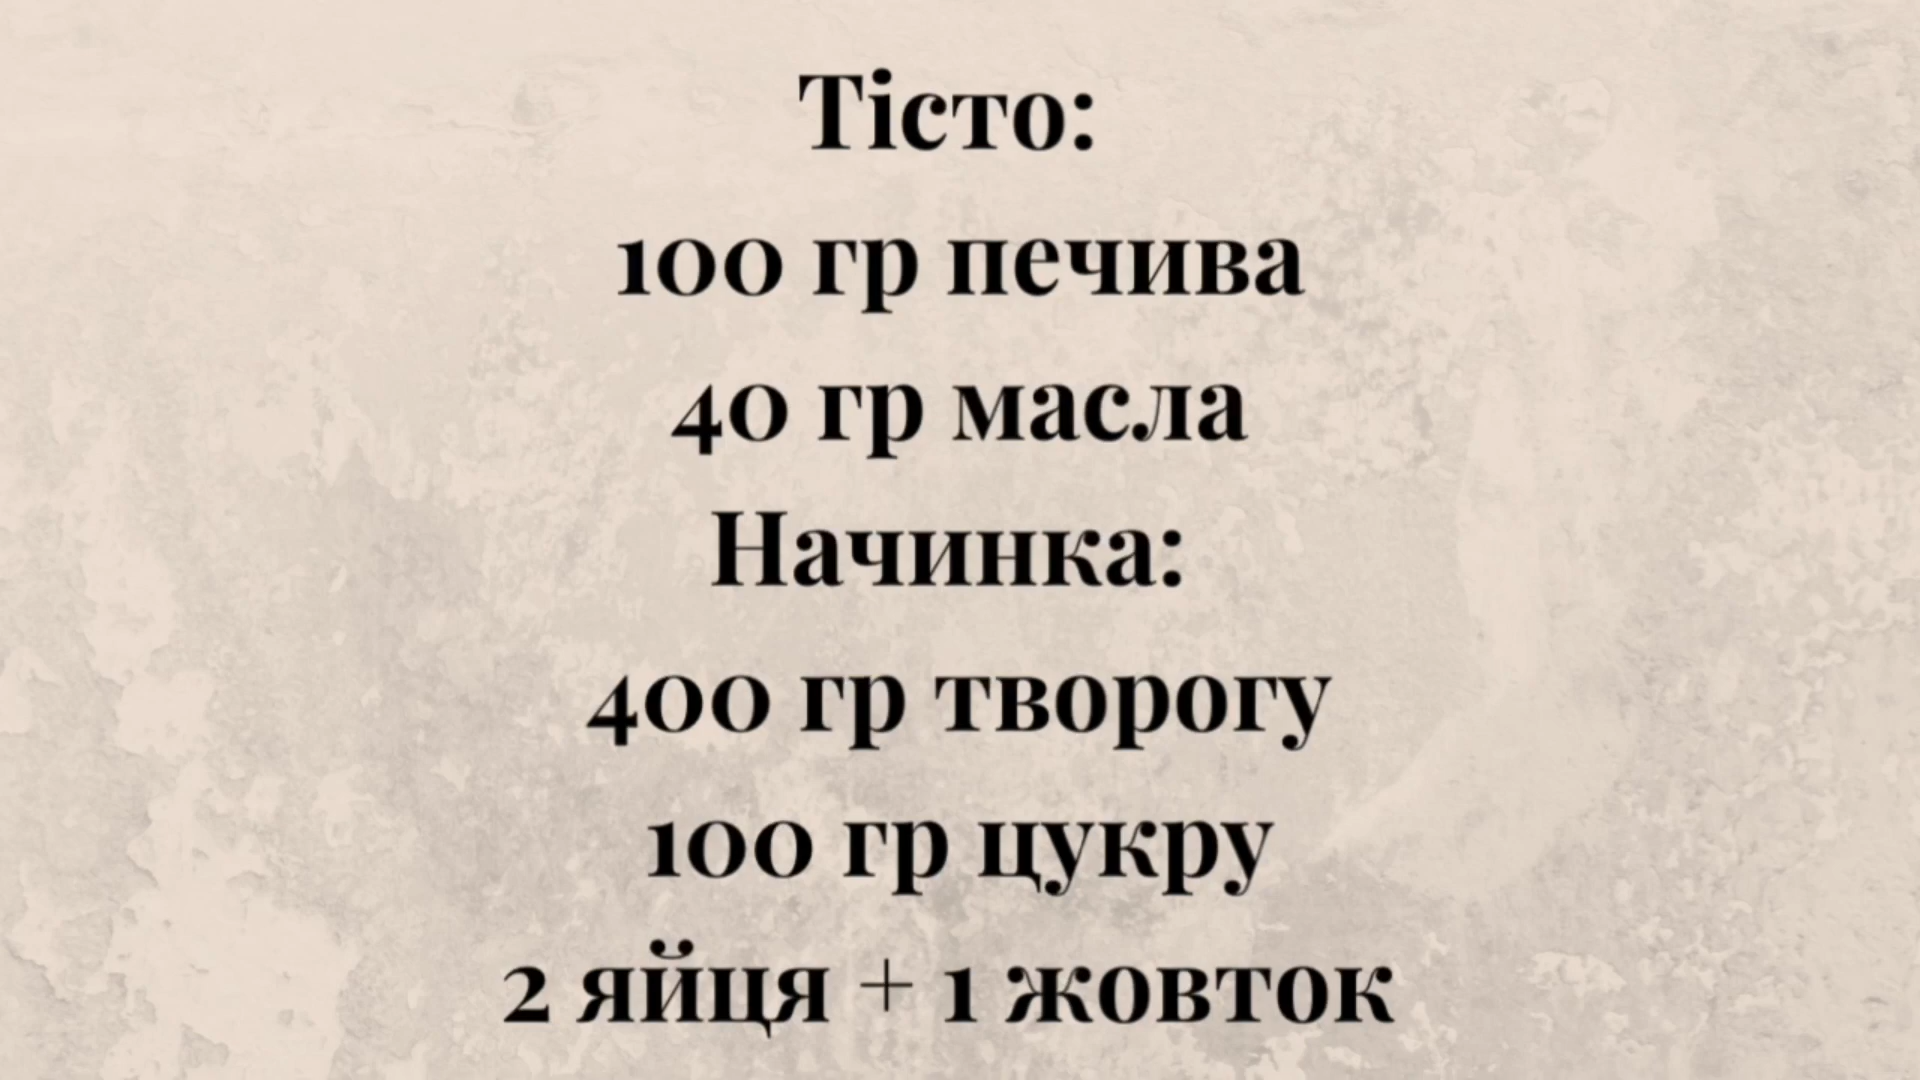 Тісто:
100 гр печива
40 гр масла
Начинка:
400 гр творогу
100 гр цукру
2 яйця + 1 жовток